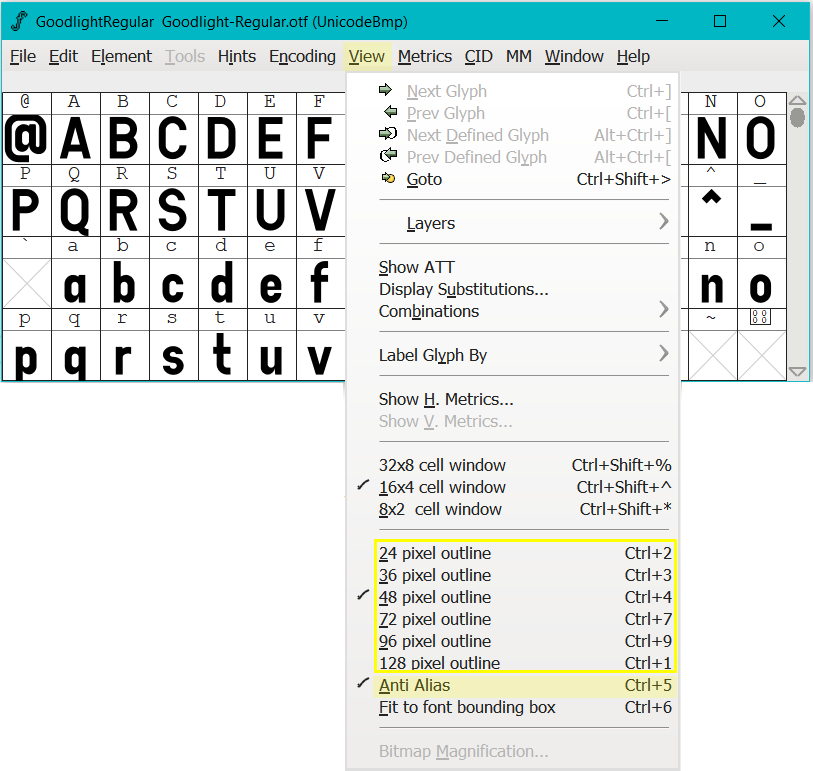 GoodlightRegular  Goodlight-Regular.otf (UnicodeBmp)
File Edit Element Tools Hints Encoding View Metrics CID MM Window Help
Next Glyph Ctrl+]
Prev Glyph Ctrl+[
Next Defined Glyph Alt+Ctrl+]
Prev Defined Glyph Alt+Ctrl+[
Goto Ctrl+Shift+>
Layers
Show ATT
Display Substitutions...
Combinations
Label Glyph By
Show H. Metrics...
Show V. Metrics...
32x8 cell window Ctrl+Shift+%
16x4 cell window Ctrl+Shift+^
8x2  cell window Ctrl+Shift+*
24 pixel outline Ctrl+2
36 pixel outline Ctrl+3
48 pixel outline Ctrl+4
72 pixel outline Ctrl+7
96 pixel outline Ctrl+9
128 pixel outline Ctrl+1
Anti Alias Ctrl+5
Fit to font bounding box Ctrl+6
Bitmap Magnification...
@ A B C D E F N O
@ A B C D E F N O
P Q R S T U V ^ _
P Q R S T U V ^ _
` a b c d e f n o
a b c d e f n o
p q r s t u v ~
p q r s t u v